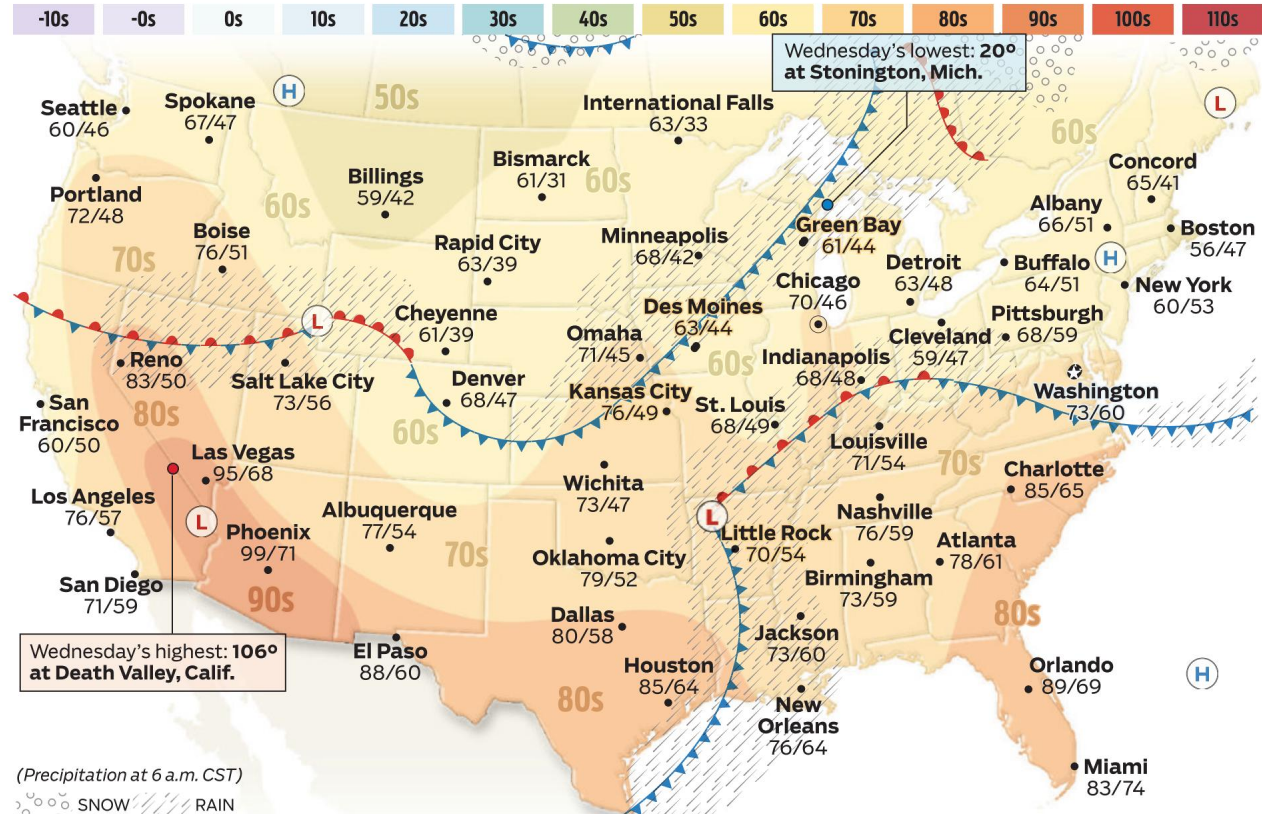 -10s -0s 0s 10s 20s 30s 40s 50s 60s 70s 80s 90s 100s 110s
Wednesday's lowest: 20°
at Stonington, Mich.
H
50s
L
Seattle
60/46
Spokane
67/47
International Falls
63/33
60s
Billings
59/42
Bismarck
61/31
60s
Concord
65/41
Portland
72/48
60s
Albany
66/51
Boise
76/51
70s
Rapid City
63/39
Minneapolis
68/42
Green Bay
61/44
Boston
56/47
Chicago
70/46
Detroit
63/48
Buffalo
64/51
H
New York
60/53
L
Cheyenne
61/39
Des Moines
63/44
Omaha
71/45
60s
Cleveland
59/47
Pittsburgh
68/59
Reno
83/50
Salt Lake City
73/56
Denver
68/47
Indianapolis
68/48
Washington
73/60
San
Francisco
60/50
80s
60s
Kansas City
76/49
St. Louis
68/49
Louisville
71/54
70s
Las Vegas
95/68
Wichita
73/47
Charlotte
85/65
Los Angeles
76/57
L
Phoenix
99/71
Albuquerque
77/54
70s
Oklahoma City
79/52
L
Little Rock
70/54
Nashville
76/59
Atlanta
78/61
Birmingham
73/59
San Diego
71/59
90s
Dallas
80/58
Jackson
73/60
80s
Wednesday's highest: 106°
at Death Valley, Calif.
El Paso
88/60
Houston
85/64
80s
New
Orleans
76/64
Orlando
89/69
H
Miami
83/74
(Precipitation at 6 a.m. CST)
SNOW RAIN